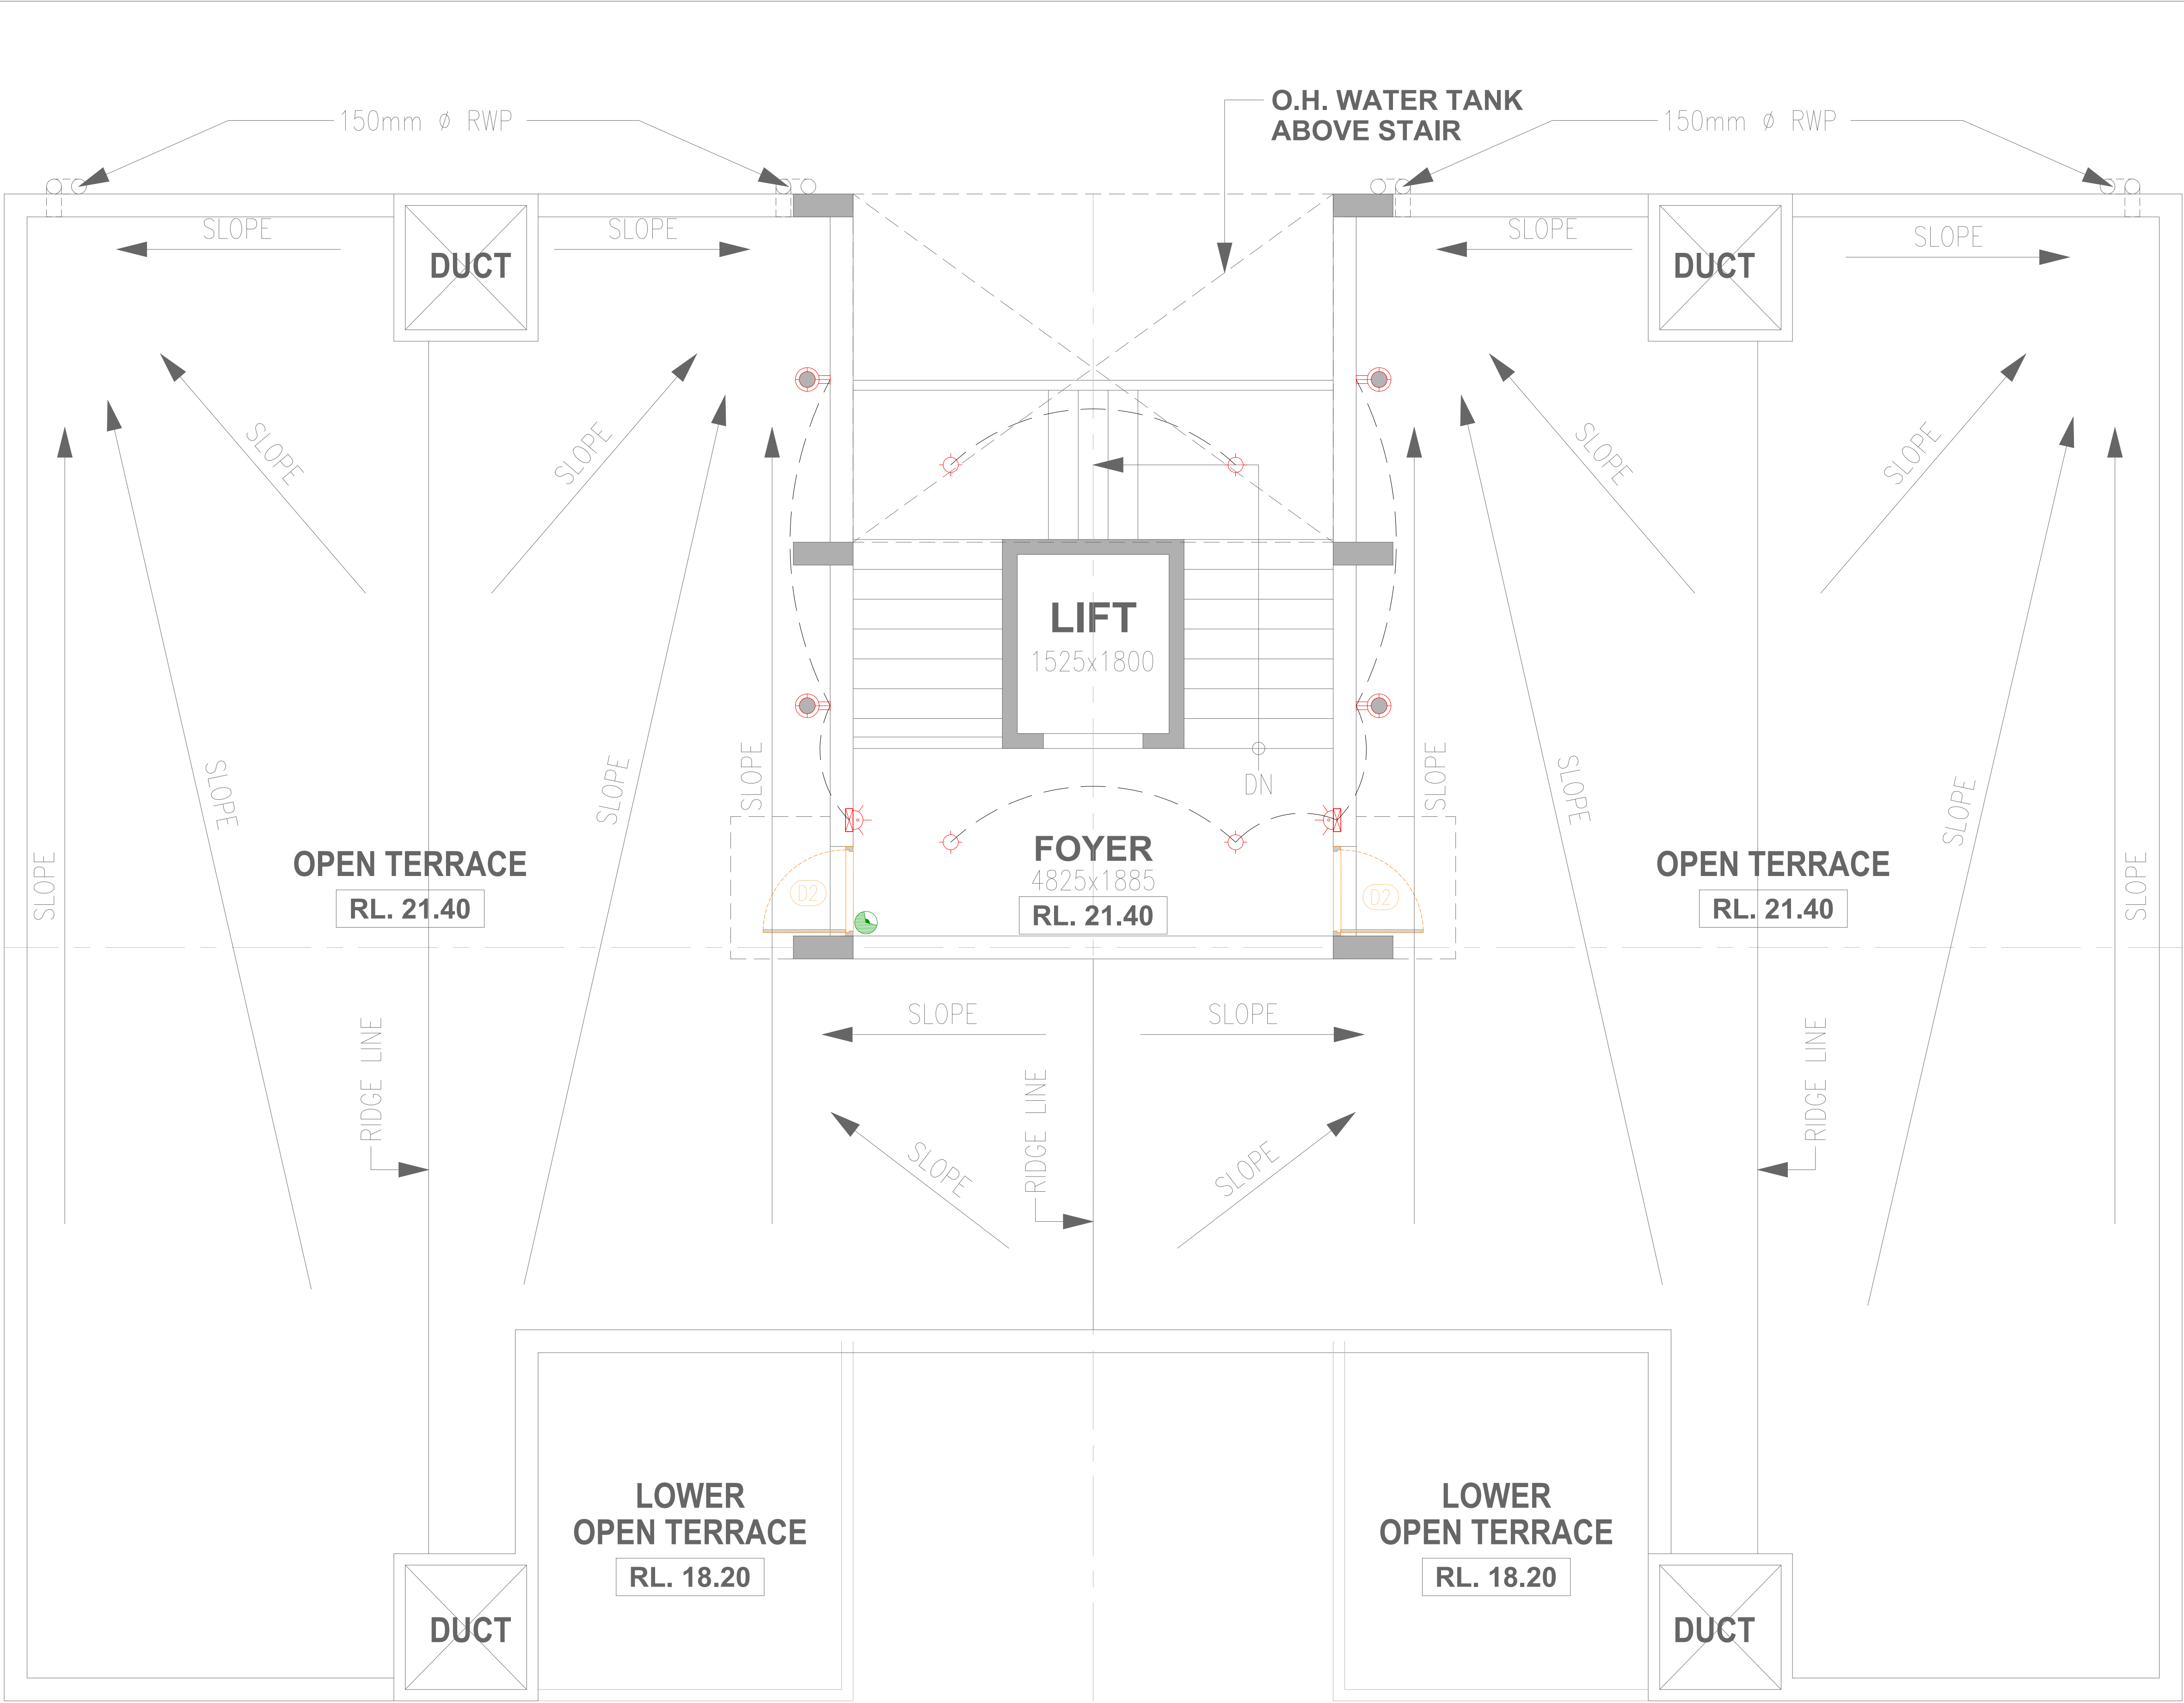 O.H. WATER TANK
ABOVE STAIR
150mm ø RWP
150mm ø RWP
SLOPE
SLOPE
SLOPE
SLOPE
DUCT
DUCT
SLOPE
SLOPE
SLOPE
SLOPE
LIFT
1525x1800
SLOPE
SLOPE
SLOPE
SLOPE
SLOPE
SLOPE
DN
SLOPE
SLOPE
OPEN TERRACE
RL. 21.40
D2
FOYER
4825x1885
RL. 21.40
D2
OPEN TERRACE
RL. 21.40
SLOPE
SLOPE
RIDGE LINE
RIDGE LINE
RIDGE LINE
SLOPE
SLOPE
LOWER
OPEN TERRACE
RL. 18.20
LOWER
OPEN TERRACE
RL. 18.20
DUCT
DUCT